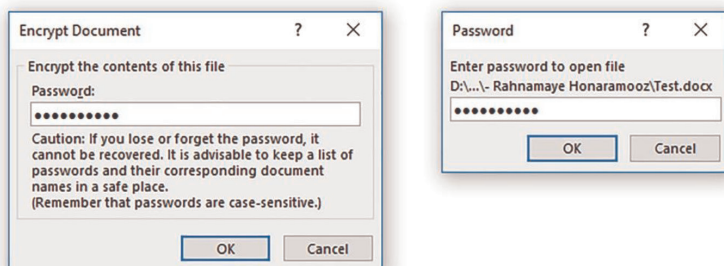 Encrypt Document ? ×
Encrypt the contents of this file
Password:
●●●●●●●●●●
Caution: If you lose or forget the password, it
cannot be recovered. It is advisable to keep a list of
passwords and their corresponding document
names in a safe place.
(Remember that passwords are case-sensitive.)
OK Cancel
Password ? ×
Enter password to open file
D:\...\- Rahnamaye Honaramooz\Test.docx
●●●●●●●●●●
OK Cancel